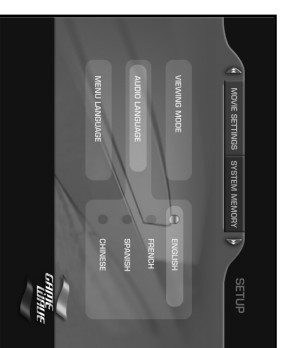 SETUP
MOVIE SETTINGS
SYSTEM MEMORY
VIEWING MODE
AUDIO LANGUAGE
MENU LANGUAGE
ENGLISH
FRENCH
SPANISH
CHINESE
GAME
WAVE